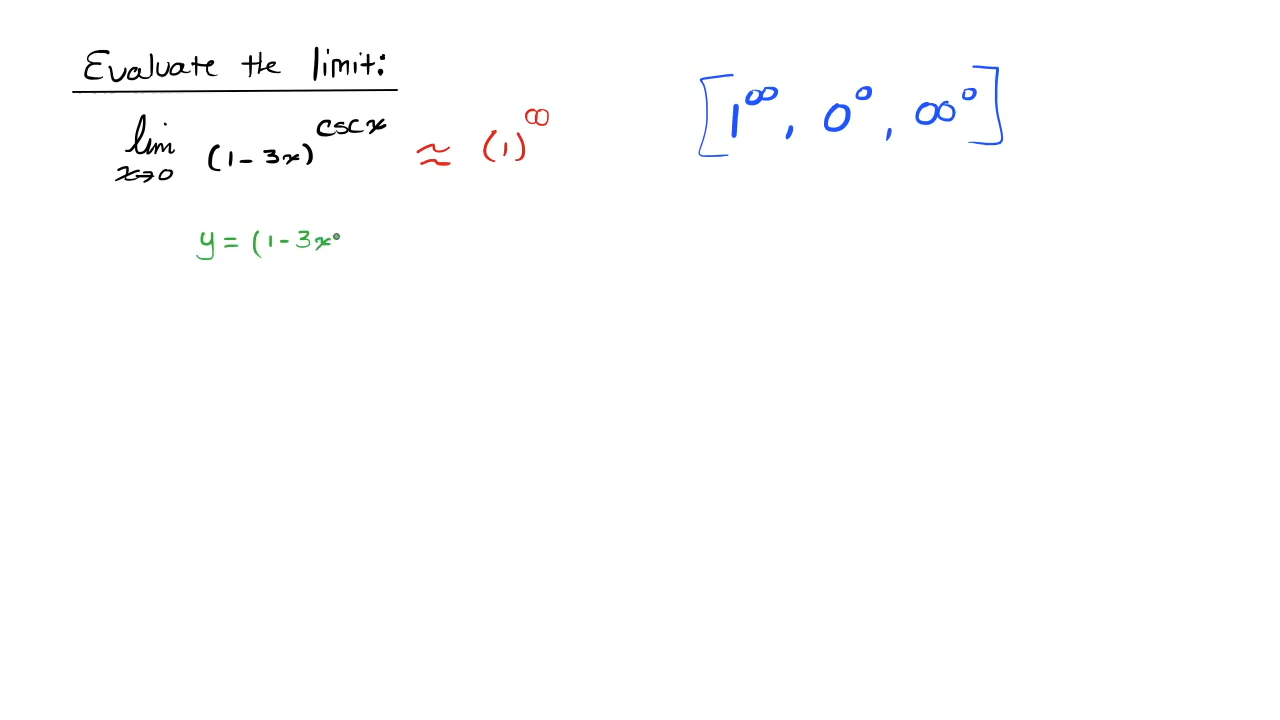 Evaluate the limit:
lim x→0 (1 - 3x)^{csc x} ≈ (1)^∞
[1^∞, 0^0, ∞^0]
y = (1 - 3x